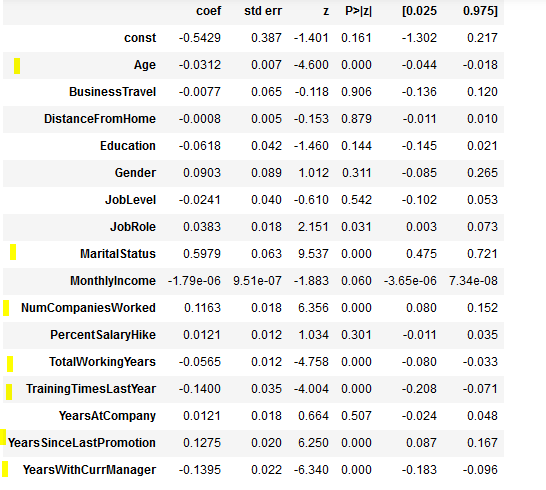 coef std err z P>|z| [0.025 0.975]
const -0.5429 0.387 -1.401 0.161 -1.302 0.217
Age -0.0312 0.007 -4.600 0.000 -0.044 -0.018
BusinessTravel -0.0077 0.065 -0.118 0.906 -0.136 0.120
DistanceFromHome -0.0008 0.005 -0.153 0.879 -0.011 0.010
Education -0.0618 0.042 -1.460 0.144 -0.145 0.021
Gender 0.0903 0.089 1.012 0.311 -0.085 0.265
JobLevel -0.0241 0.040 -0.610 0.542 -0.102 0.053
JobRole 0.0383 0.018 2.151 0.031 0.003 0.073
MaritalStatus 0.5979 0.063 9.537 0.000 0.475 0.721
MonthlyIncome -1.79e-06 9.51e-07 -1.883 0.060 -3.65e-06 7.34e-08
NumCompaniesWorked 0.1163 0.018 6.356 0.000 0.080 0.152
PercentSalaryHike 0.0121 0.012 1.034 0.301 -0.011 0.035
TotalWorkingYears -0.0565 0.012 -4.758 0.000 -0.080 -0.033
TrainingTimesLastYear -0.1400 0.035 -4.004 0.000 -0.208 -0.071
YearsAtCompany 0.0121 0.018 0.664 0.507 -0.024 0.048
YearsSinceLastPromotion 0.1275 0.020 6.250 0.000 0.087 0.167
YearsWithCurrManager -0.1395 0.022 -6.340 0.000 -0.183 -0.096